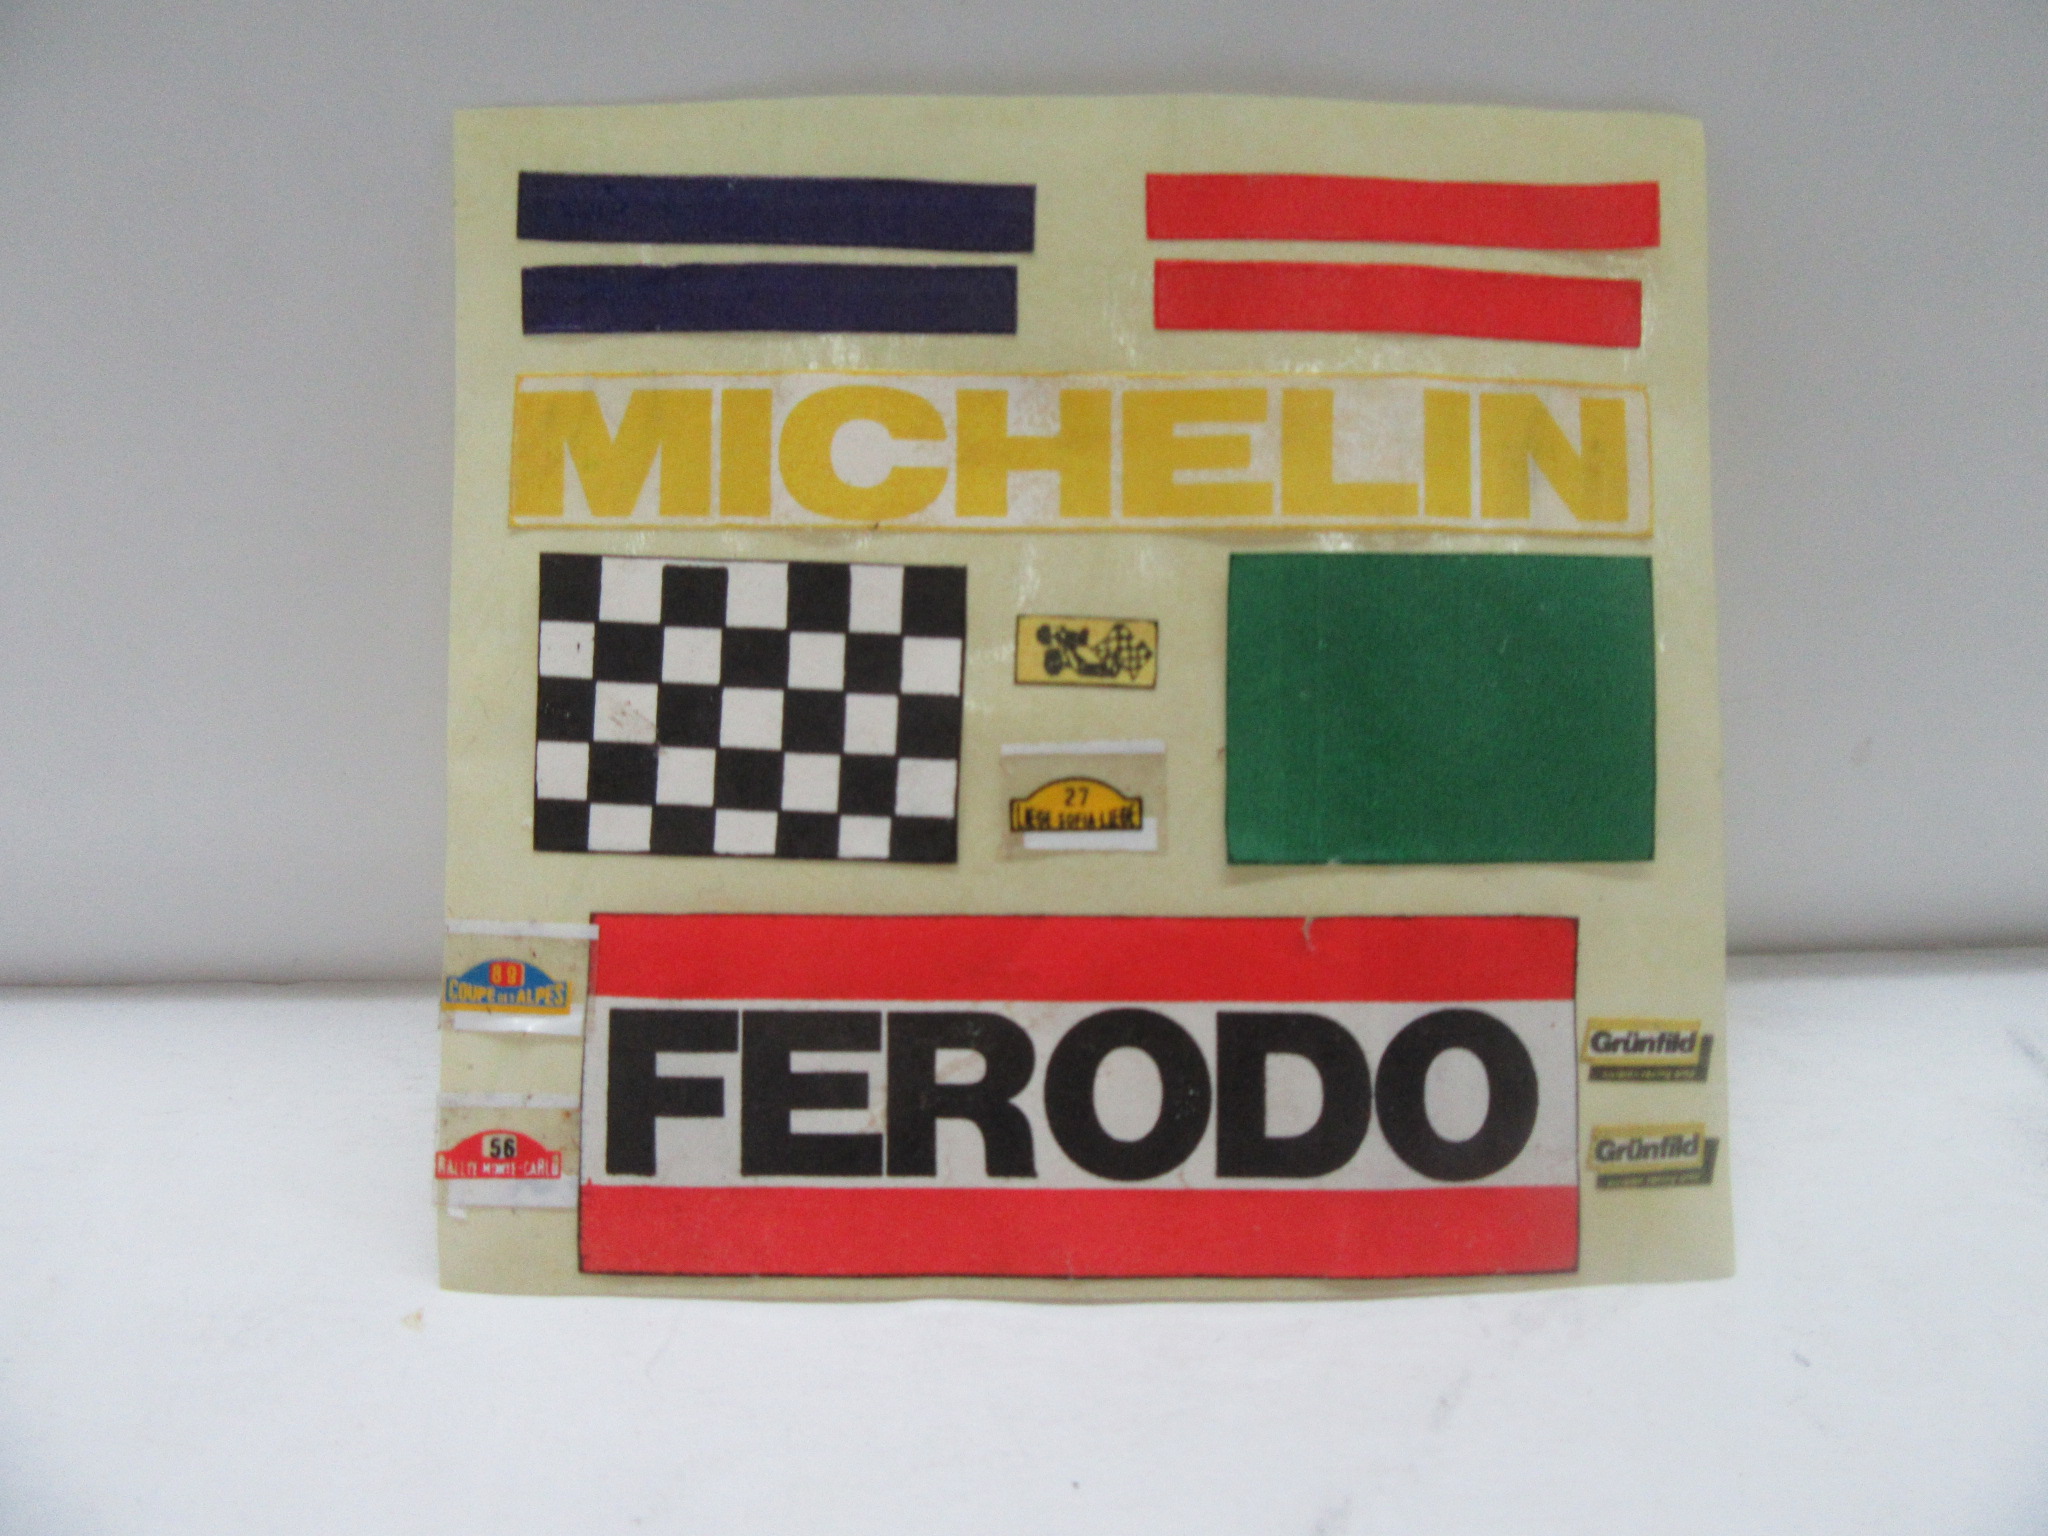 MICHELIN
27
LIEGE SOFIA LIEGE
89
COUPE DES ALPES
FERODO
Grünfild
56
RALLYE MONTE-CARLO
Grünfild